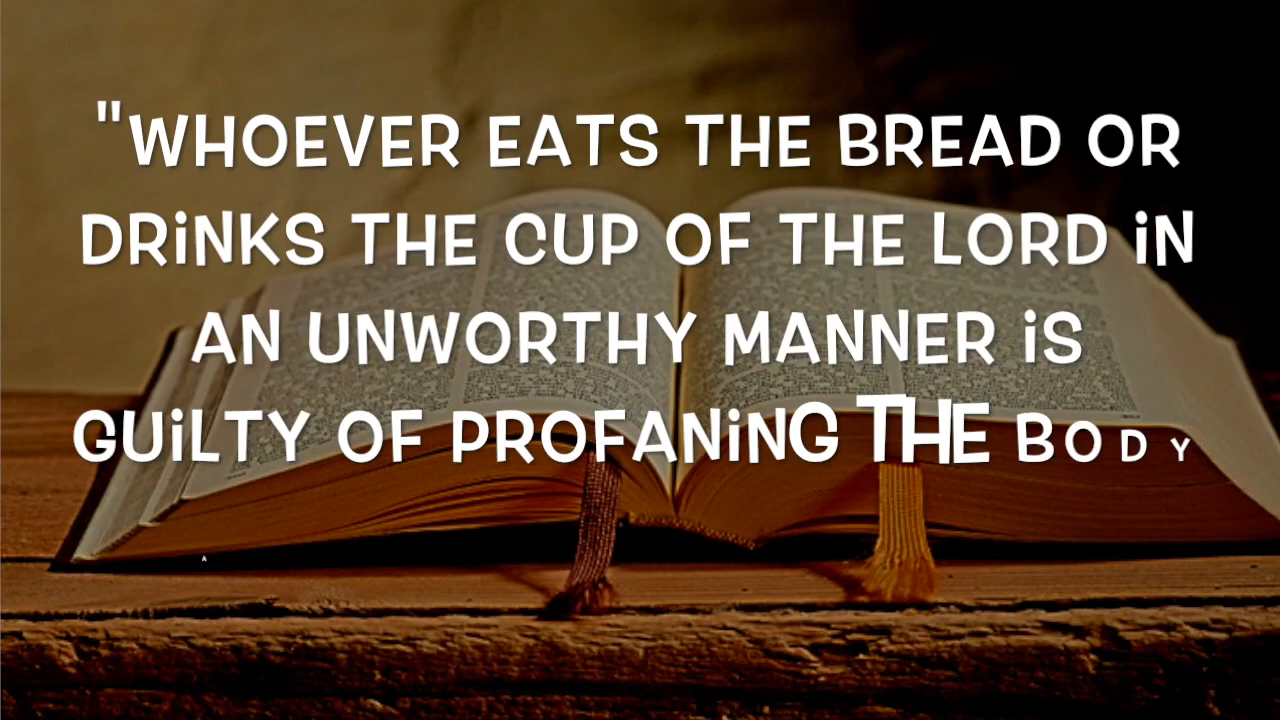 "WHOEVER EATS THE BREAD OR
DRiNKS THE CUP OF THE LORD iN
AN UNWORTHY MANNER iS
GUiLTY OF PROFANiNG THE BODY
A